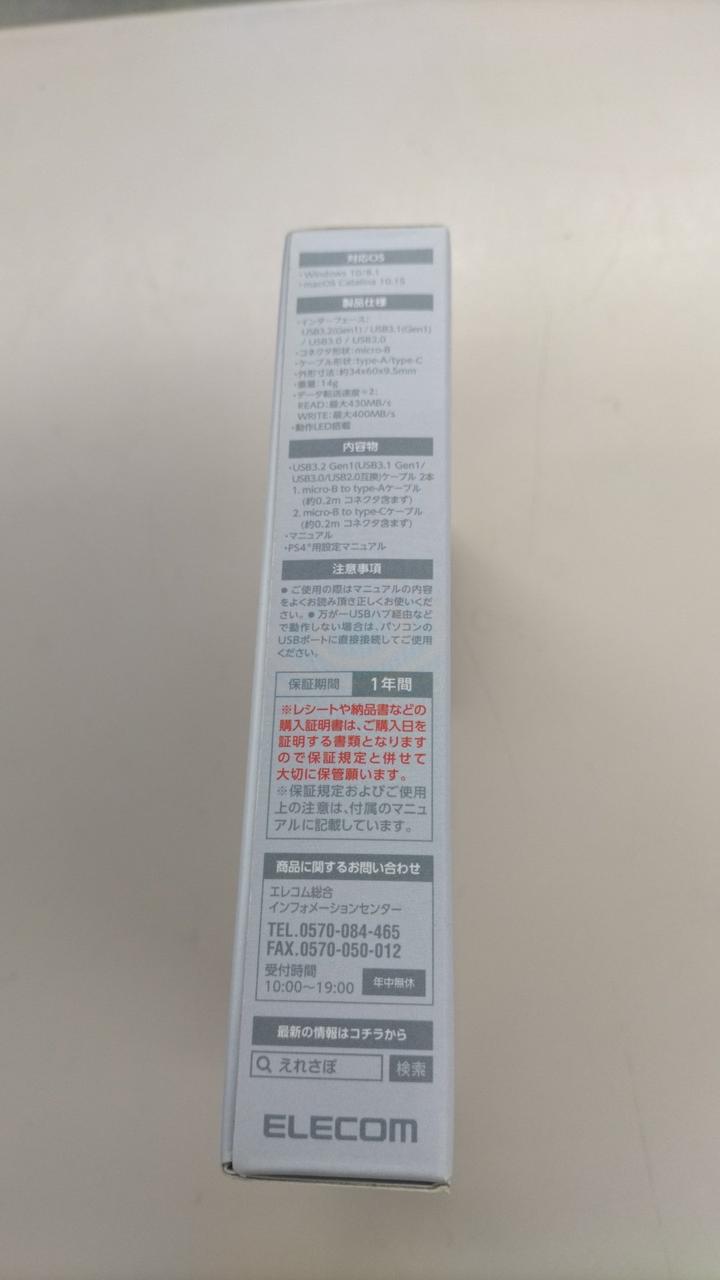 対応OS
・Windows 10/8.1
・macOS Catalina 10.15
製品仕様
・インターフェース:
USB3.2(Gen1) / USB3.1(Gen1)
/ USB3.0 / USB2.0
・コネクタ形状:micro-B
・ケーブル形状:type-A/type-C
・外形寸法:約34x60x9.5mm
・重量:14g
・データ転送速度※2:
READ:最大430MB/s
WRITE:最大400MB/s
・動作LED搭載
内容物
・USB3.2 Gen1(USB3.1 Gen1/
USB3.0/USB2.0互換)ケーブル 2本
1. micro-B to type-Aケーブル
(約0.2m コネクタ含まず)
2. micro-B to type-Cケーブル
(約0.2m コネクタ含まず)
・マニュアル
・PS4®用設定マニュアル
注意事項
● ご使用の際はマニュアルの内容
をよくお読み頂き正しくお使いくだ
さい。● 万が一USBハブ経由など
で動作しない場合は、パソコンの
USBポートに直接接続してご使用
ください。
保証期間 1年間
※レシートや納品書などの
購入証明書は、ご購入日を
証明する書類となります
ので保証規定と併せて
大切に保管願います。
※保証規定およびご使用
上の注意は、付属のマニュ
アルに記載しています。
商品に関するお問い合わせ
エレコム総合
インフォメーションセンター
TEL.0570-084-465
FAX.0570-050-012
受付時間
10:00～19:00 年中無休
最新の情報はコチラから
えれさぽ 検索
ELECOM